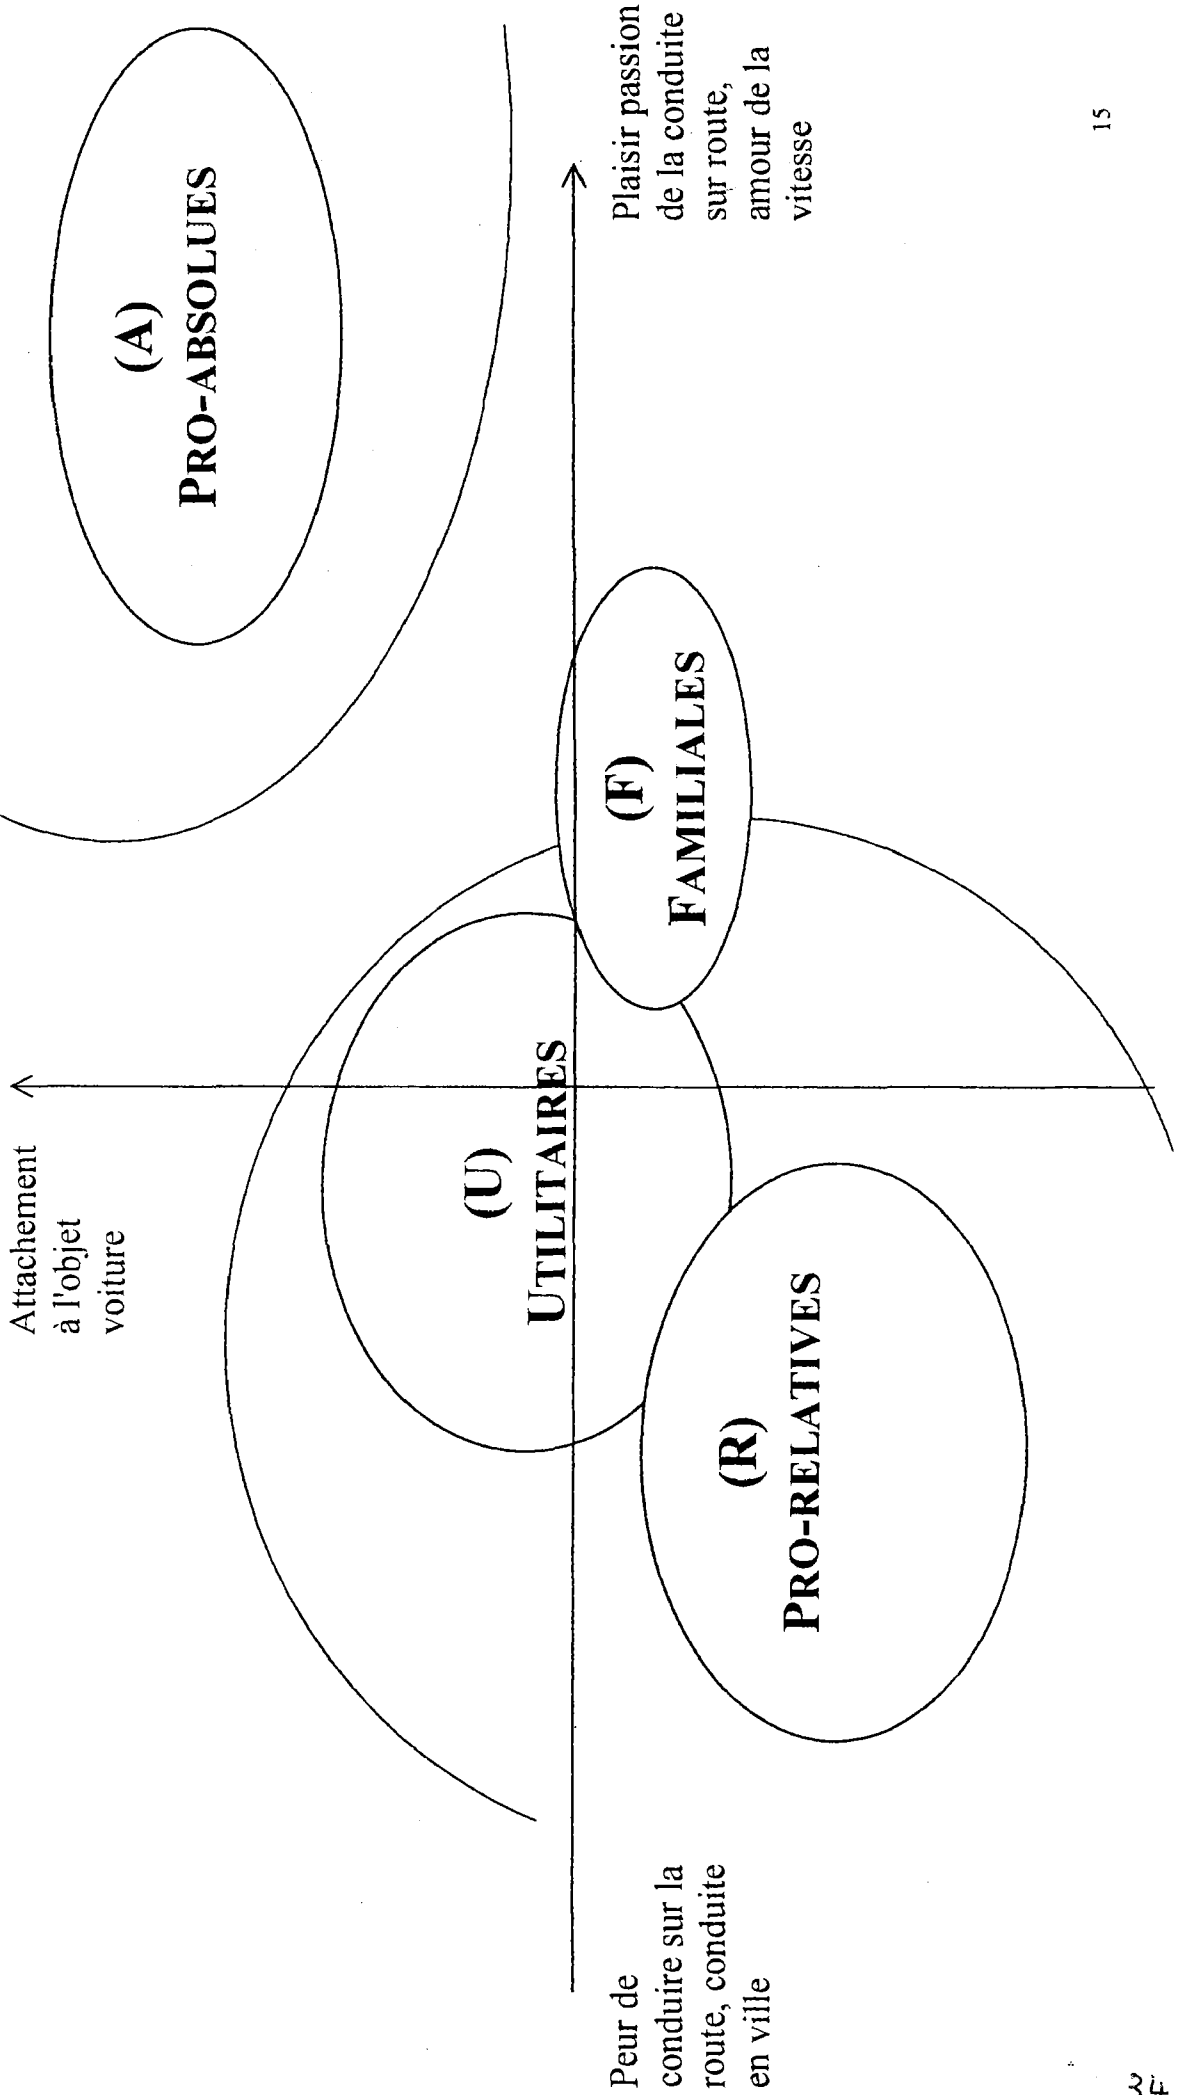 Attachement
à l'objet
voiture
(A)
PRO-ABSOLUES
(U)
UTILITAIRES
(F)
FAMILIALES
Peur de
conduire sur la
route, conduite
en ville
Plaisir passion
de la conduite
sur route,
amour de la
vitesse
(R)
PRO-RELATIVES
15
34